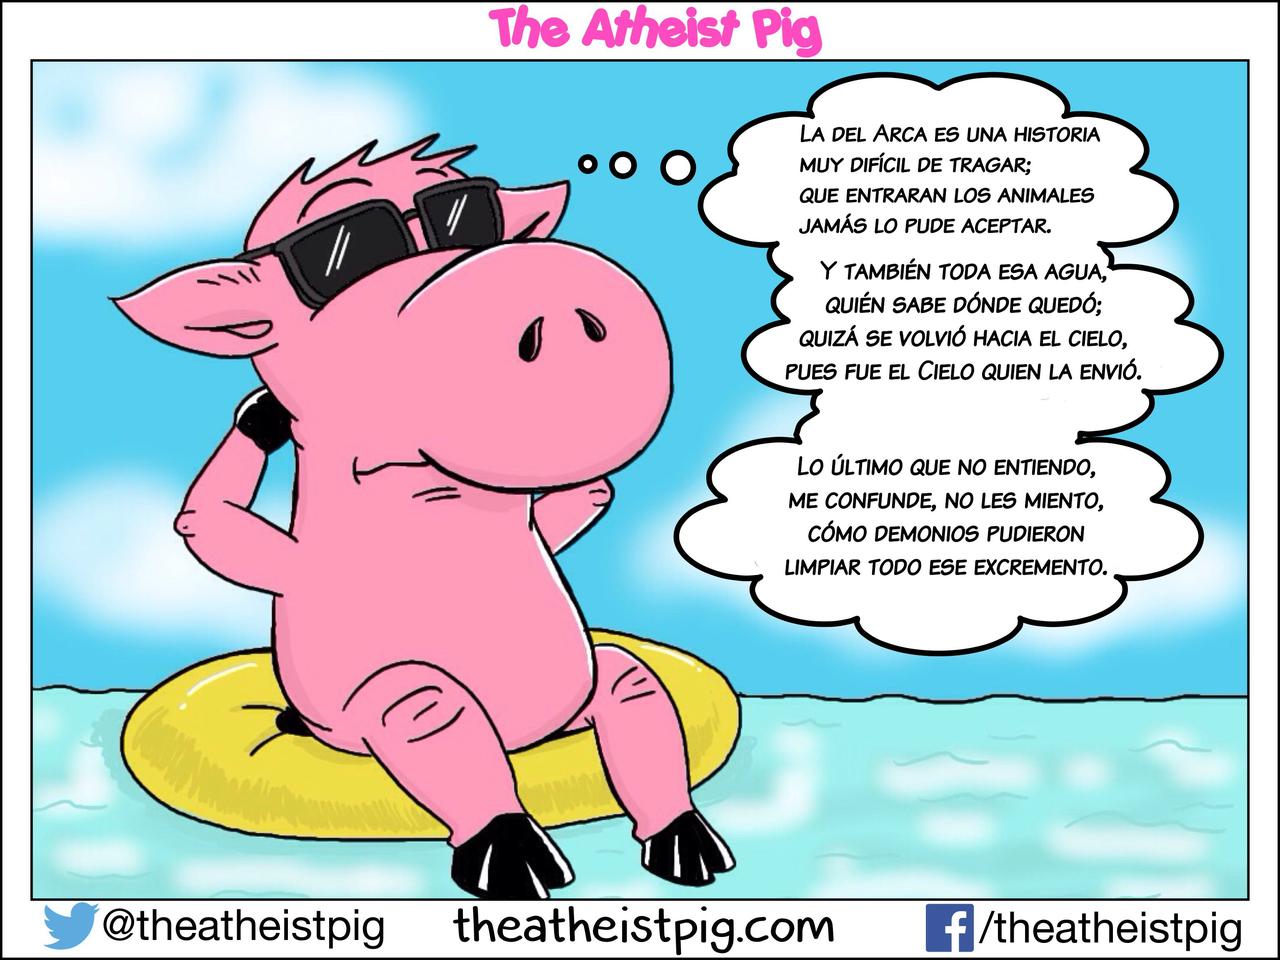 The Atheist Pig
LA DEL ARCA ES UNA HISTORIA
MUY DIFÍCIL DE TRAGAR;
QUE ENTRARAN LOS ANIMALES
JAMÁS LO PUDE ACEPTAR.
Y TAMBIÉN TODA ESA AGUA,
QUIÉN SABE DÓNDE QUEDÓ;
QUIZÁ SE VOLVIÓ HACIA EL CIELO,
PUES FUE EL CIELO QUIEN LA ENVIÓ.
LO ÚLTIMO QUE NO ENTIENDO,
ME CONFUNDE, NO LES MIENTO,
CÓMO DEMONIOS PUDIERON
LIMPIAR TODO ESE EXCREMENTO.
@theatheistpig
theatheistpig.com
/theatheistpig